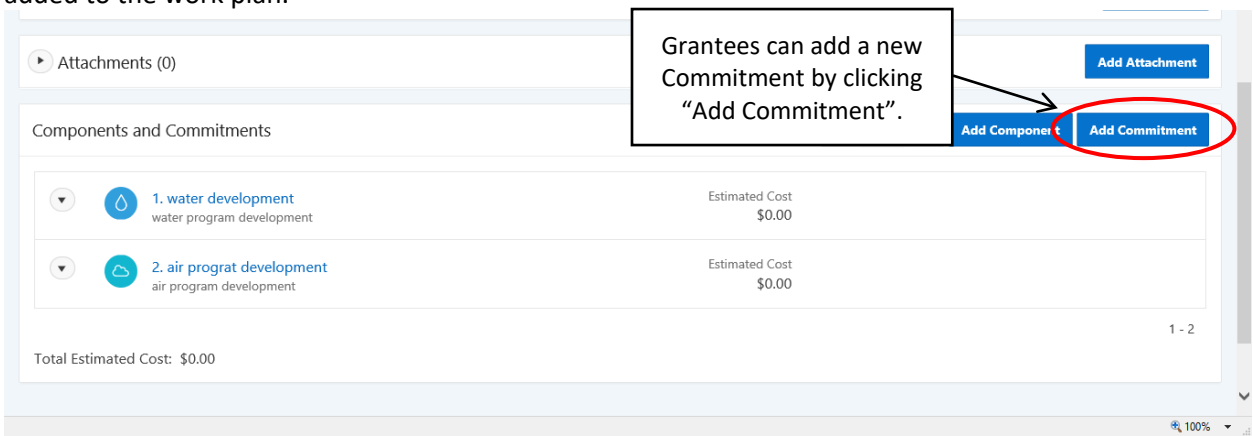 added to the work plan.
Attachments (0)
Grantees can add a new
Commitment by clicking
“Add Commitment”.
Add Attachment
Components and Commitments
Add Component
Add Commitment
1. water development
water program development
Estimated Cost
$0.00
2. air prograt development
air program development
Estimated Cost
$0.00
1 - 2
Total Estimated Cost: $0.00
100%